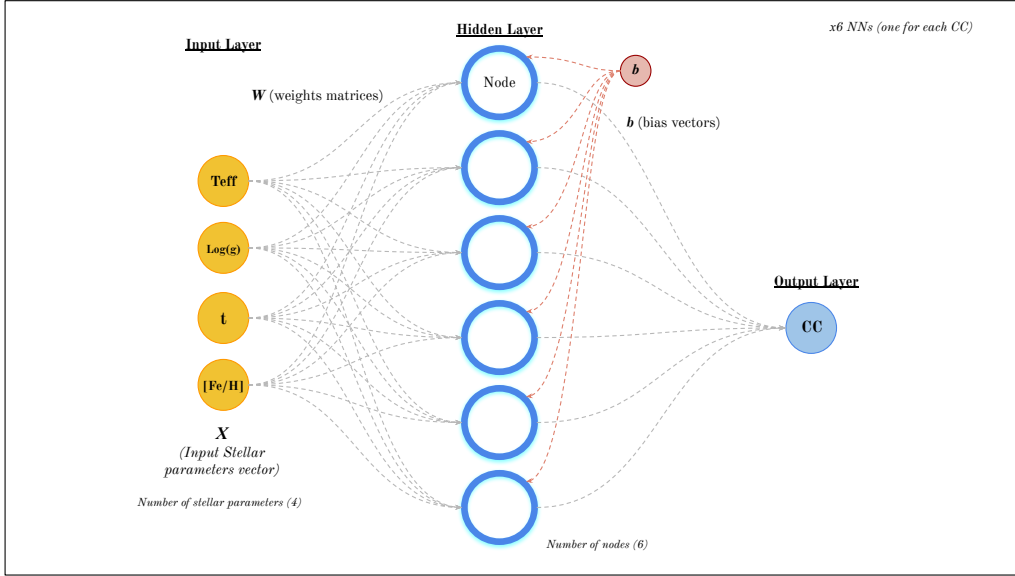 x6 NNs (one for each CC)
Input Layer
Hidden Layer
Node
b
W (weights matrices)
b (bias vectors)
Teff
Log(g)
t
[Fe/H]
Output Layer
CC
X
(Input Stellar
parameters vector)
Number of stellar parameters (4)
Number of nodes (6)